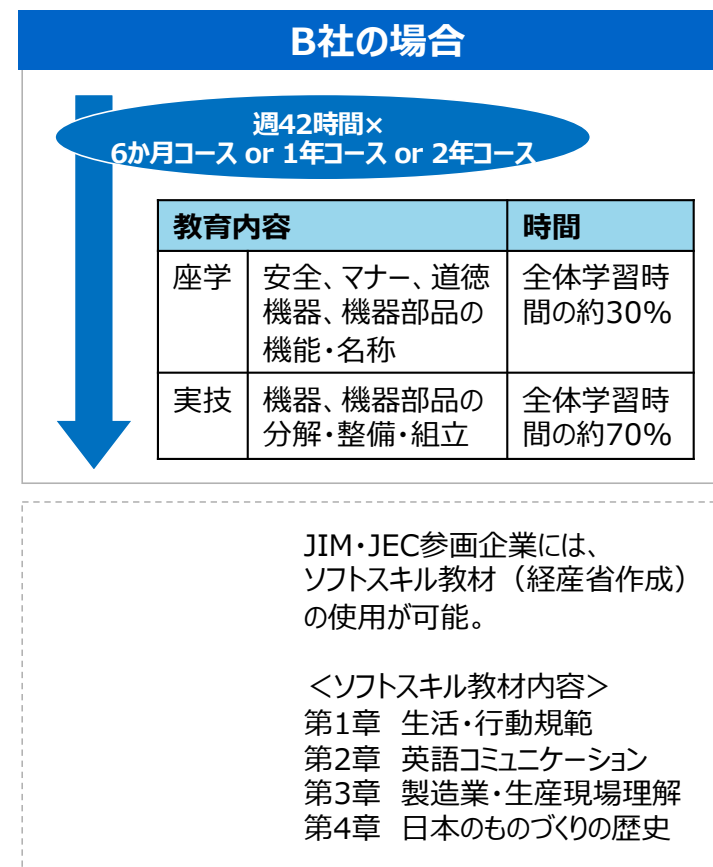 B社の場合
週42時間×
6か月コース or 1年コース or 2年コース
教育内容
時間
座学
安全、マナー、道徳
機器、機器部品の
機能・名称
全体学習時
間の約30%
実技
機器、機器部品の
分解・整備・組立
全体学習時
間の約70%
JIM・JEC参画企業には、
ソフトスキル教材（経産省作成）
の使用が可能。
＜ソフトスキル教材内容＞
第1章 生活・行動規範
第2章 英語コミュニケーション
第3章 製造業・生産現場理解
第4章 日本のものづくりの歴史